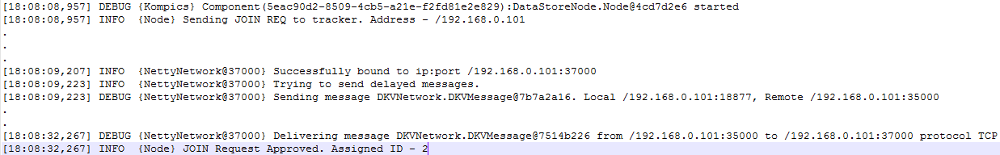 [18:08:08,957] DEBUG {Kompics} Component(5eac90d2-8509-4cb5-a21e-f2fd81e2e829):DataStoreNode.Node@4cd7d2e6 started
[18:08:08,957] INFO  {Node} Sending JOIN REQ to tracker. Address - /192.168.0.101
.
.
.
[18:08:09,207] INFO  {NettyNetwork@37000} Successfully bound to ip:port /192.168.0.101:37000
[18:08:09,223] INFO  {NettyNetwork@37000} Trying to send delayed messages.
[18:08:09,223] DEBUG {NettyNetwork@37000} Sending message DKVNetwork.DKVMessage@7b7a2a16. Local /192.168.0.101:18877, Remote /192.168.0.101:35000
.
.
[18:08:32,267] DEBUG {NettyNetwork@37000} Delivering message DKVNetwork.DKVMessage@7514b226 from /192.168.0.101:35000 to /192.168.0.101:37000 protocol TCP
[18:08:32,267] INFO  {Node} JOIN Request Approved. Assigned ID - 2